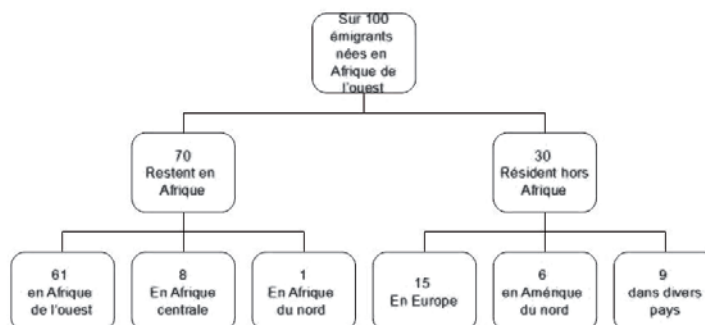 Sur 100
émigrants
nées en
Afrique de
l'ouest
70
Restent en
Afrique
30
Résident hors
Afrique
61
en Afrique
de l'ouest
8
En Afrique
centrale
1
En Afrique
du nord
15
En Europe
6
en Amérique
du nord
9
dans divers
pays